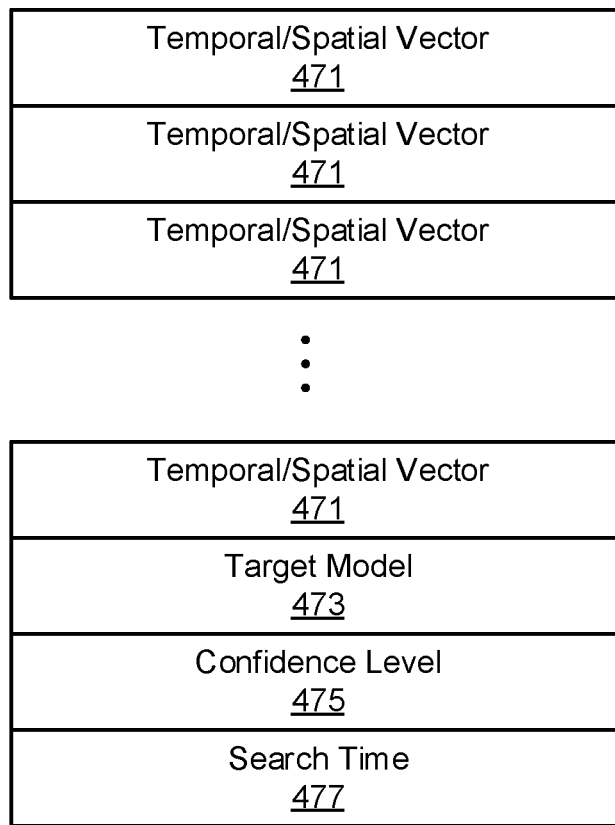 Temporal/Spatial Vector
471
Temporal/Spatial Vector
471
Temporal/Spatial Vector
471
Temporal/Spatial Vector
471
Target Model
473
Confidence Level
475
Search Time
477